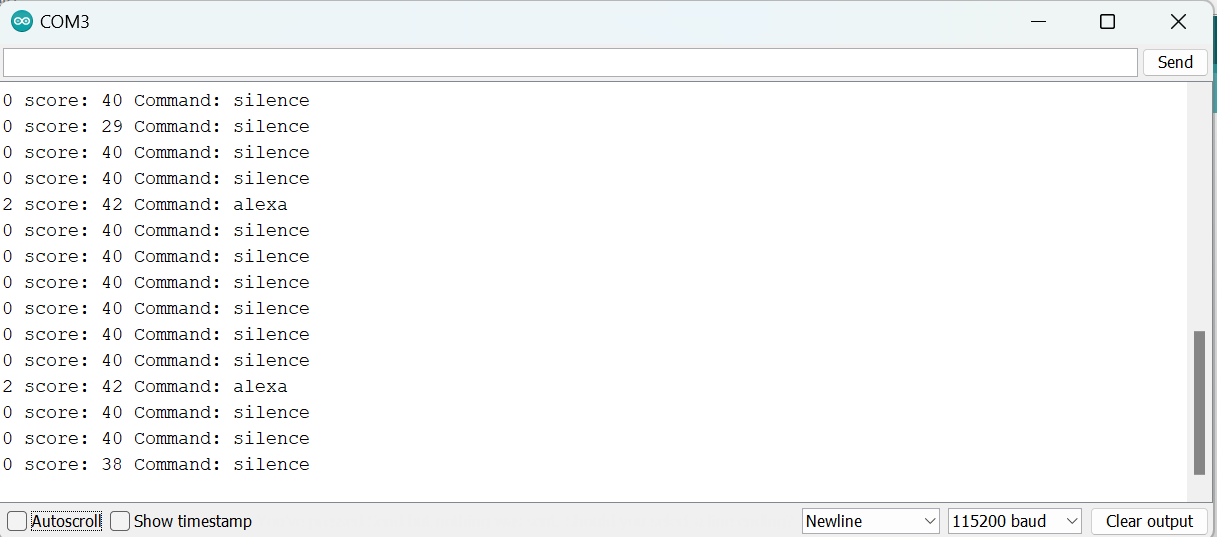 COM3
Send
0 score: 40 Command: silence
0 score: 29 Command: silence
0 score: 40 Command: silence
0 score: 40 Command: silence
2 score: 42 Command: alexa
0 score: 40 Command: silence
0 score: 40 Command: silence
0 score: 40 Command: silence
0 score: 40 Command: silence
0 score: 40 Command: silence
0 score: 40 Command: silence
2 score: 42 Command: alexa
0 score: 40 Command: silence
0 score: 40 Command: silence
0 score: 38 Command: silence
Autoscroll Show timestamp Newline 115200 baud Clear output